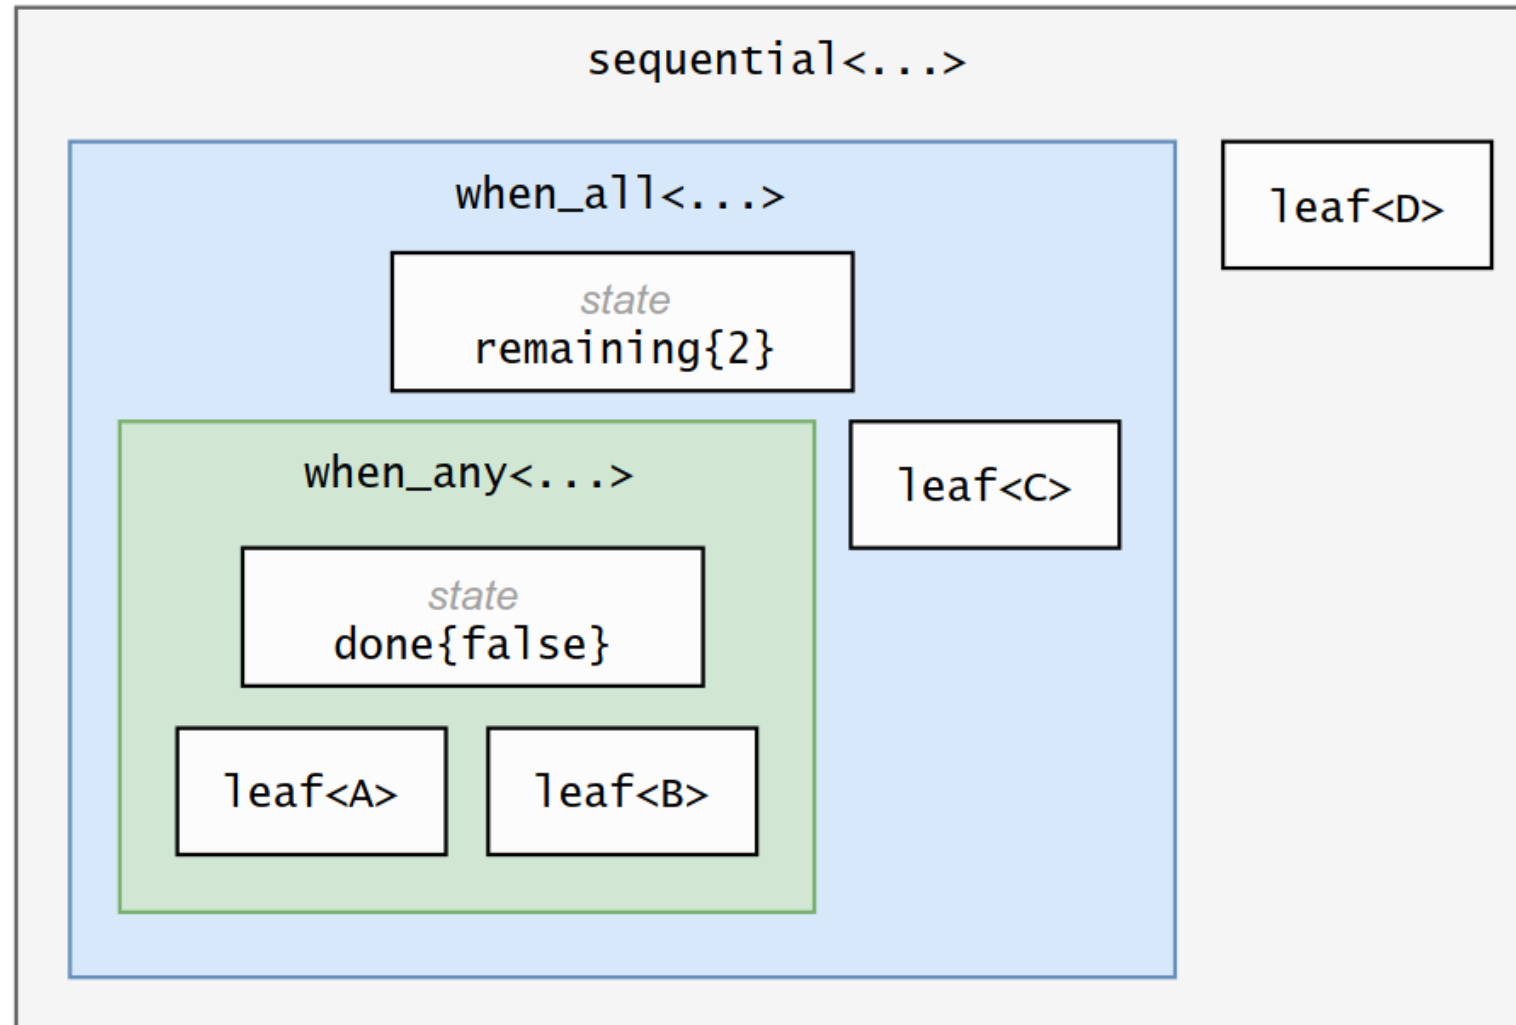 sequential<...>
when_all<...>
leaf<D>
state
remaining{2}
when_any<...>
leaf<C>
state
done{false}
leaf<A>
leaf<B>